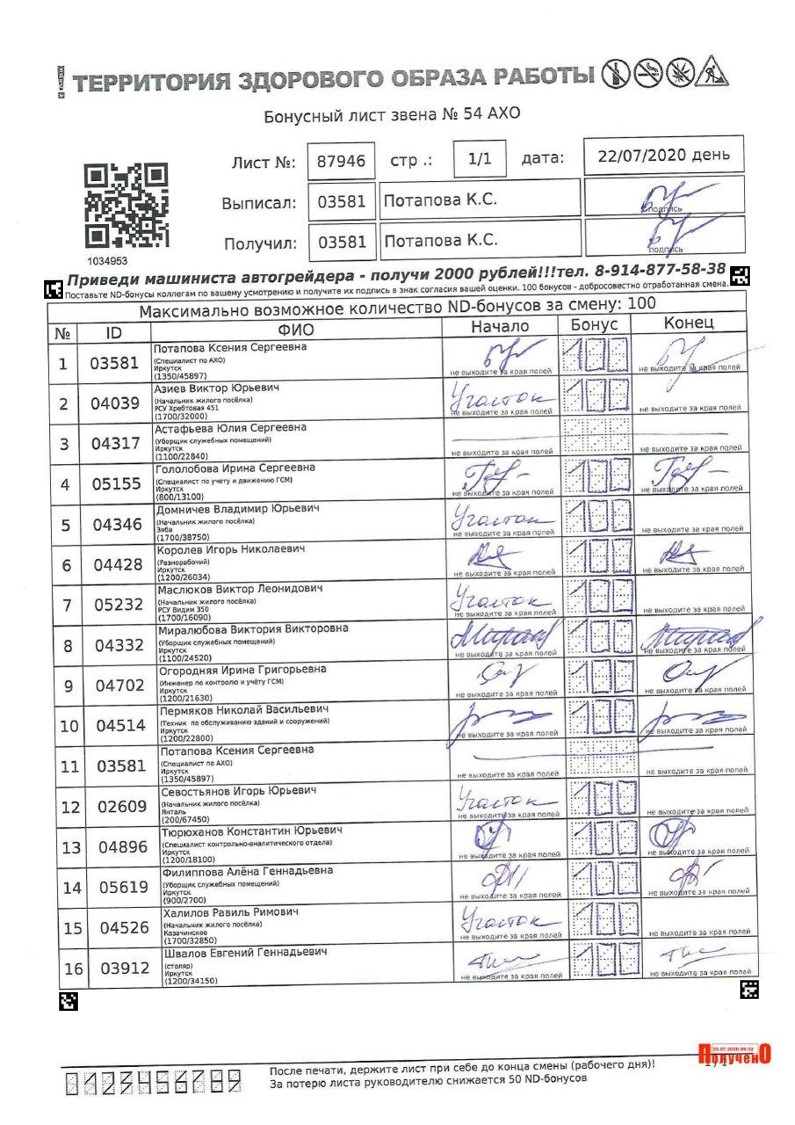 ТЕРРИТОРИЯ ЗДОРОВОГО ОБРАЗА РАБОТЫ
Бонусный лист звена № 54 АХО
Лист №: 87946 стр .: 1/1 дата: 22/07/2020 день
Выписал: 03581 Потапова К.С. подпись
Получил: 03581 Потапова К.С. подпись
1034953
Приведи машиниста автогрейдера - получи 2000 рублей!!!тел. 8-914-877-58-38
Поставьте ND-бонусы коллегам по вашему усмотрению и получите их подпись в знак согласия вашей оценки. 100 бонусов - добросовестно отработанная смена.
Максимально возможное количество ND-бонусов за смену: 100
№ ID ФИО Начало Бонус Конец
1 03581 Потапова Ксения Сергеевна 100
(Специалист по АХО)
Иркутск
(1350/45897) не выходите за края полей не выходите за края полей
2 04039 Азиев Виктор Юрьевич Участок 100
(Начальник жилого посёлка)
РСУ Хребтовая 451
(1700/32000) не выходите за края полей не выходите за края полей
3 04317 Астафьева Юлия Сергеевна
(Уборщик служебных помещений)
Иркутск
(1100/22840) не выходите за края полей не выходите за края полей
4 05155 Гололобова Ирина Сергеевна 100
(Специалист по учету и движению ГСМ)
Иркутск
(800/13100) не выходите за края полей не выходите за края полей
5 04346 Домничев Владимир Юрьевич Участок 100
(Начальник жилого посёлка)
Зяба
(1700/38750) не выходите за края полей не выходите за края полей
6 04428 Королев Игорь Николаевич 100
(Разнорабочий)
Иркутск
(1200/26034) не выходите за края полей не выходите за края полей
7 05232 Маслюков Виктор Леонидович Участок 100
(Начальник жилого посёлка)
РСУ Видим 350
(1700/16090) не выходите за края полей не выходите за края полей
8 04332 Миралюбова Виктория Викторовна 100
(Уборщик служебных помещений)
Иркутск
(1100/24520) не выходите за края полей не выходите за края полей
9 04702 Огородняя Ирина Григорьевна 100
(Инженер по контролю и учёту ГСМ)
Иркутск
(1200/21630) не выходите за края полей не выходите за края полей
10 04514 Пермяков Николай Васильевич 100
(Техник по обслуживанию зданий и сооружений)
Иркутск
(1200/22800) не выходите за края полей не выходите за края полей
11 03581 Потапова Ксения Сергеевна
(Специалист по АХО)
Иркутск
(1350/45897) не выходите за края полей не выходите за края полей
12 02609 Севостьянов Игорь Юрьевич Участок 100
(Начальник жилого посёлка)
Янталь
(200/67450) не выходите за края полей не выходите за края полей
13 04896 Тюрюханов Константин Юрьевич 100
(Специалист контрольно-аналитического отдела)
Иркутск
(1200/18100) не выходите за края полей не выходите за края полей
14 05619 Филиппова Алёна Геннадьевна 100
(Уборщик служебных помещений)
Иркутск
(900/2700) не выходите за края полей не выходите за края полей
15 04526 Халилов Равиль Римович Участок 100
(Начальник жилого посёлка)
Казачинское
(1700/32850) не выходите за края полей не выходите за края полей
16 03912 Швалов Евгений Геннадьевич 100
(столяр)
Иркутск
(1200/34150) не выходите за края полей не выходите за края полей
ПолученО
0123456789
После печати, держите лист при себе до конца смены (рабочего дня)!
За потерю листа руководителю снижается 50 ND-бонусов